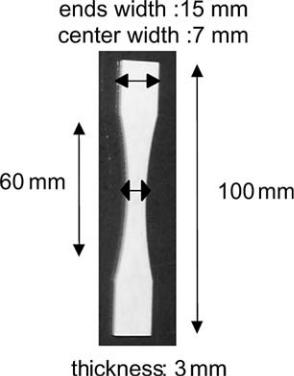 ends width :15 mm
center width :7 mm
60 mm
100 mm
thickness: 3 mm